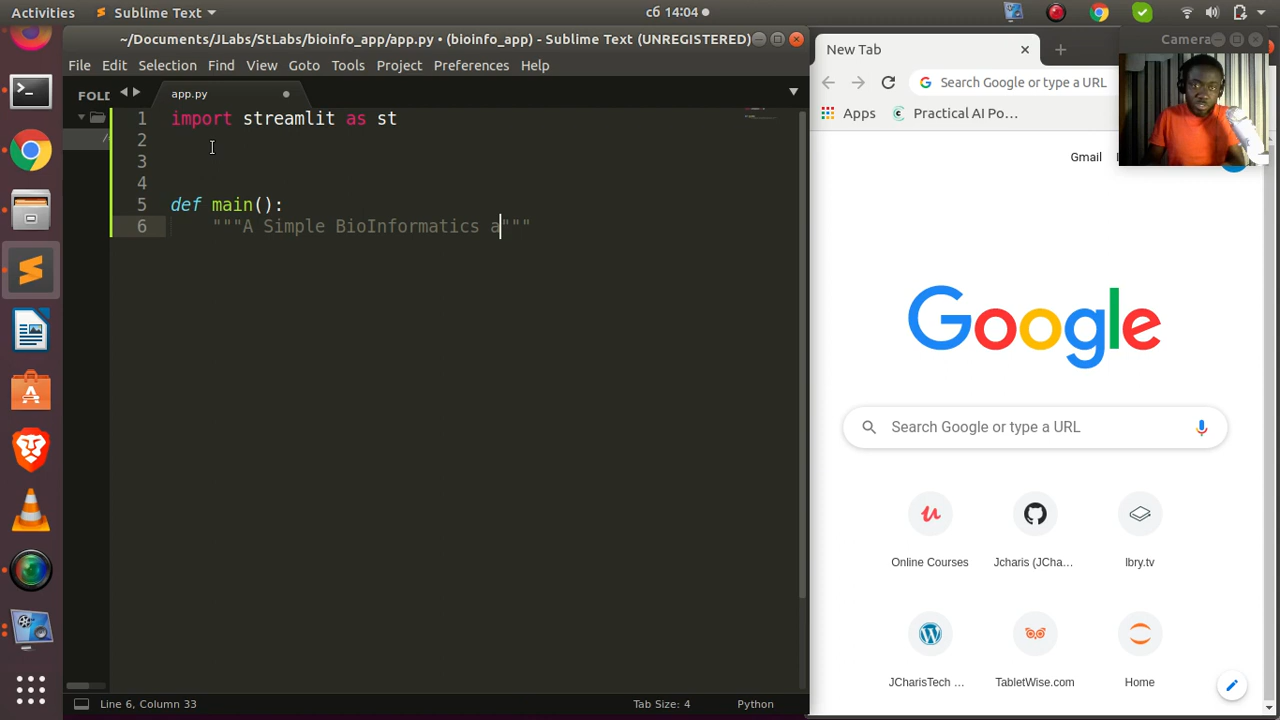 Activities
Sublime Text
сб 14:04
~/Documents/JLabs/StLabs/bioinfo_app/app.py • (bioinfo_app) - Sublime Text (UNREGISTERED)
File Edit Selection Find View Goto Tools Project Preferences Help
FOLD
app.py
1 import streamlit as st
2
3
4
5 def main():
6 """A Simple BioInformatics a"""
Line 6, Column 33
Tab Size: 4
Python
New Tab
Camera
Search Google or type a URL
Apps
Practical AI Po...
Gmail
Google
Search Google or type a URL
Online Courses
Jcharis (JCha...
lbry.tv
JCharisTech ...
TabletWise.com
Home